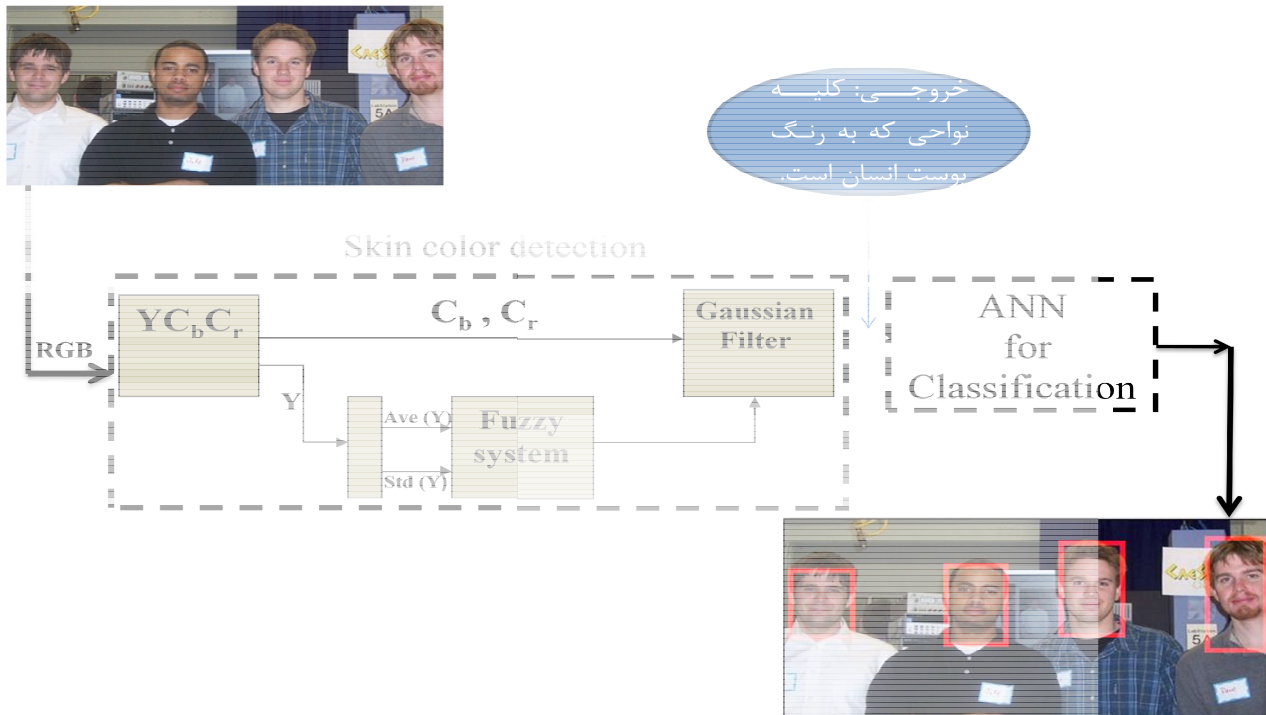 خروجی: کلیه
نواحی که به رنگ
پوست انسان است.
Skin color detection
YCbCr
Cb , Cr
Gaussian
Filter
ANN
for
Classification
RGB
Y
Ave (Y)
Std (Y)
Fuzzy
system